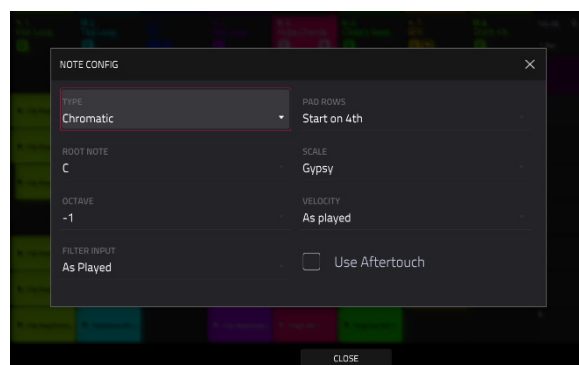 NOTE CONFIG
TYPE
Chromatic
PAD ROWS
Start on 4th
ROOT NOTE
C
SCALE
Gypsy
OCTAVE
-1
VELOCITY
As played
FILTER INPUT
As Played
Use Aftertouch
CLOSE